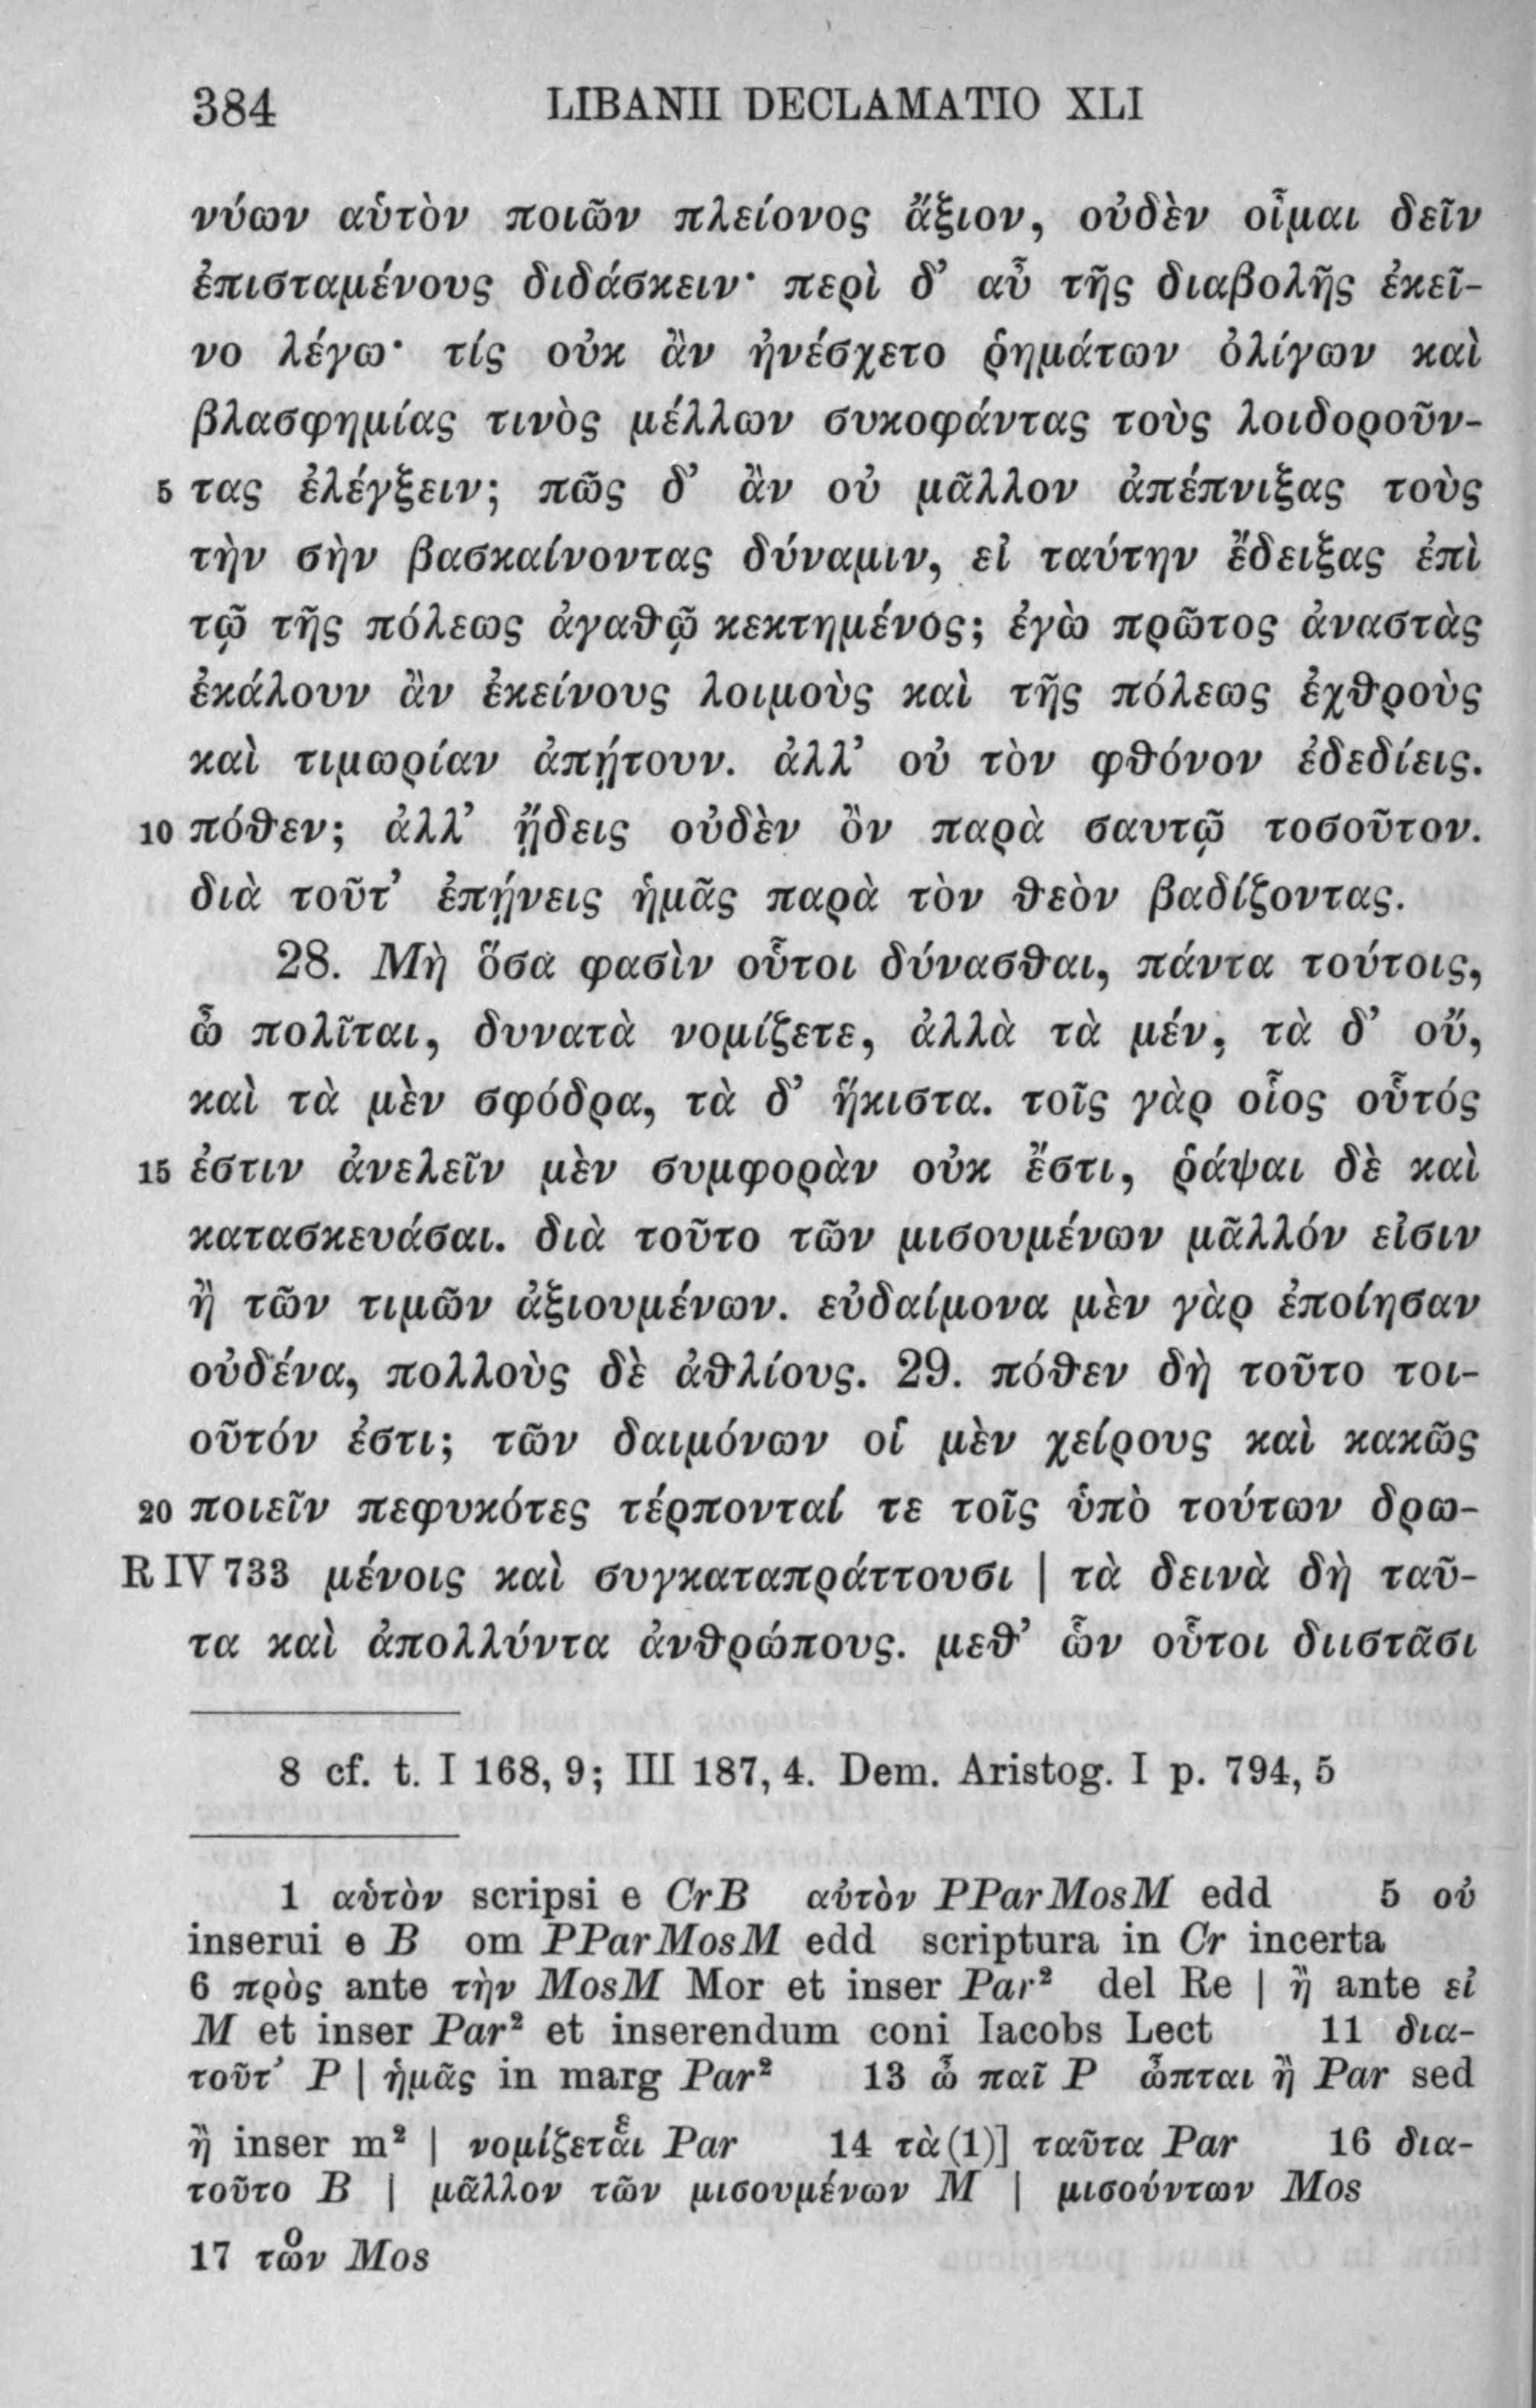 384 LIBANII DECLAMATIO XLI
νύων αὑτὸν ποιῶν πλείονος ἄξιον, οὐδὲν οἶμαι δεῖν
ἐπισταμένους διδάσκειν· περὶ δ’ αὖ τῆς διαβολῆς ἐκεῖ-
νο λέγω· τίς οὐκ ἂν ἠνέσχετο ῥημάτων ὀλίγων καὶ
βλασφημίας τινὸς μέλλων συκοφάντας τοὺς λοιδοροῦν-
5 τας ἐλέγξειν; πῶς δ’ ἂν οὐ μᾶλλον ἀπέπνιξας τοὺς
τὴν σὴν βασκαίνοντας δύναμιν, εἰ ταύτην ἔδειξας ἐπὶ
τῷ τῆς πόλεως ἀγαθῷ κεκτημένος; ἐγὼ πρῶτος ἀναστὰς
ἐκάλουν ἂν ἐκείνους λοιμοὺς καὶ τῆς πόλεως ἐχθροὺς
καὶ τιμωρίαν ἀπῄτουν. ἀλλ’ οὐ τὸν φθόνον ἐδεδίεις.
10 πόθεν; ἀλλ’ ᾔδεις οὐδὲν ὂν παρὰ σαυτῷ τοσοῦτον.
διὰ τοῦτ’ ἐπῄνεις ἡμᾶς παρὰ τὸν θεὸν βαδίζοντας.
28. Μὴ ὅσα φασὶν οὗτοι δύνασθαι, πάντα τούτοις,
ὦ πολῖται, δυνατὰ νομίζετε, ἀλλὰ τὰ μέν, τὰ δ’ οὔ,
καὶ τὰ μὲν σφόδρα, τὰ δ’ ἥκιστα. τοῖς γὰρ οἷος οὗτός
15 ἐστιν ἀνελεῖν μὲν συμφορὰν οὐκ ἔστι, ῥάψαι δὲ καὶ
κατασκευάσαι. διὰ τοῦτο τῶν μισουμένων μᾶλλόν εἰσιν
ἢ τῶν τιμῶν ἀξιουμένων. εὐδαίμονα μὲν γὰρ ἐποίησαν
οὐδένα, πολλοὺς δὲ ἀθλίους. 29. πόθεν δὴ τοῦτο τοι-
οῦτόν ἐστι; τῶν δαιμόνων οἱ μὲν χείρους καὶ κακῶς
20 ποιεῖν πεφυκότες τέρπονταί τε τοῖς ὑπὸ τούτων δρω-
R IV 733 μένοις καὶ συγκαταπράττουσι | τὰ δεινὰ δὴ ταῦ-
τα καὶ ἀπολλύντα ἀνθρώπους. μεθ’ ὧν οὗτοι διιστᾶσι
8 cf. t. I 168, 9; III 187, 4. Dem. Aristog. I p. 794, 5
1 αὑτὸν scripsi e CrB αὐτὸν PParMosM edd 5 οὐ
inserui e B om PParMosM edd scriptura in Cr incerta
6 πρὸς ante τὴν MosM Mor et inser Par² del Re | ἢ ante εἰ
M et inser Par² et inserendum coni Iacobs Lect 11 δια-
τοῦτ’ P | ἡμᾶς in marg Par² 13 ὦ παῖ P ὦπται ἢ Par sed
ἢ inser m² | νομίζεται Par 14 τὰ(1)] ταῦτα Par 16 δια-
τοῦτο B | μᾶλλον τῶν μισουμένων M | μισούντων Mos
17 τῶν Mos